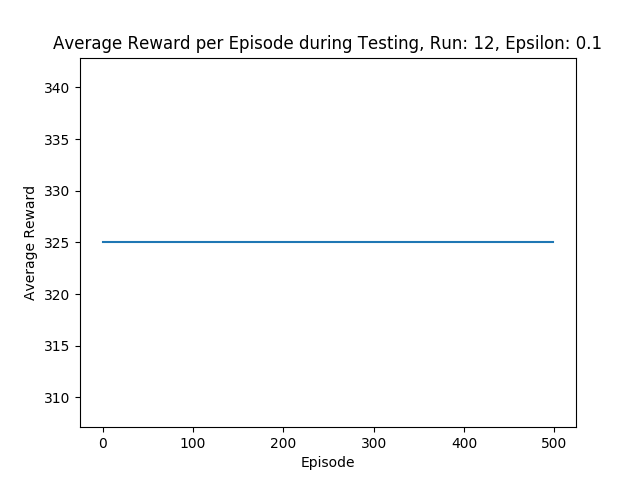 Average Reward per Episode during Testing, Run: 12, Epsilon: 0.1
340
335
330
325
320
315
310
Average Reward
0 100 200 300 400 500
Episode